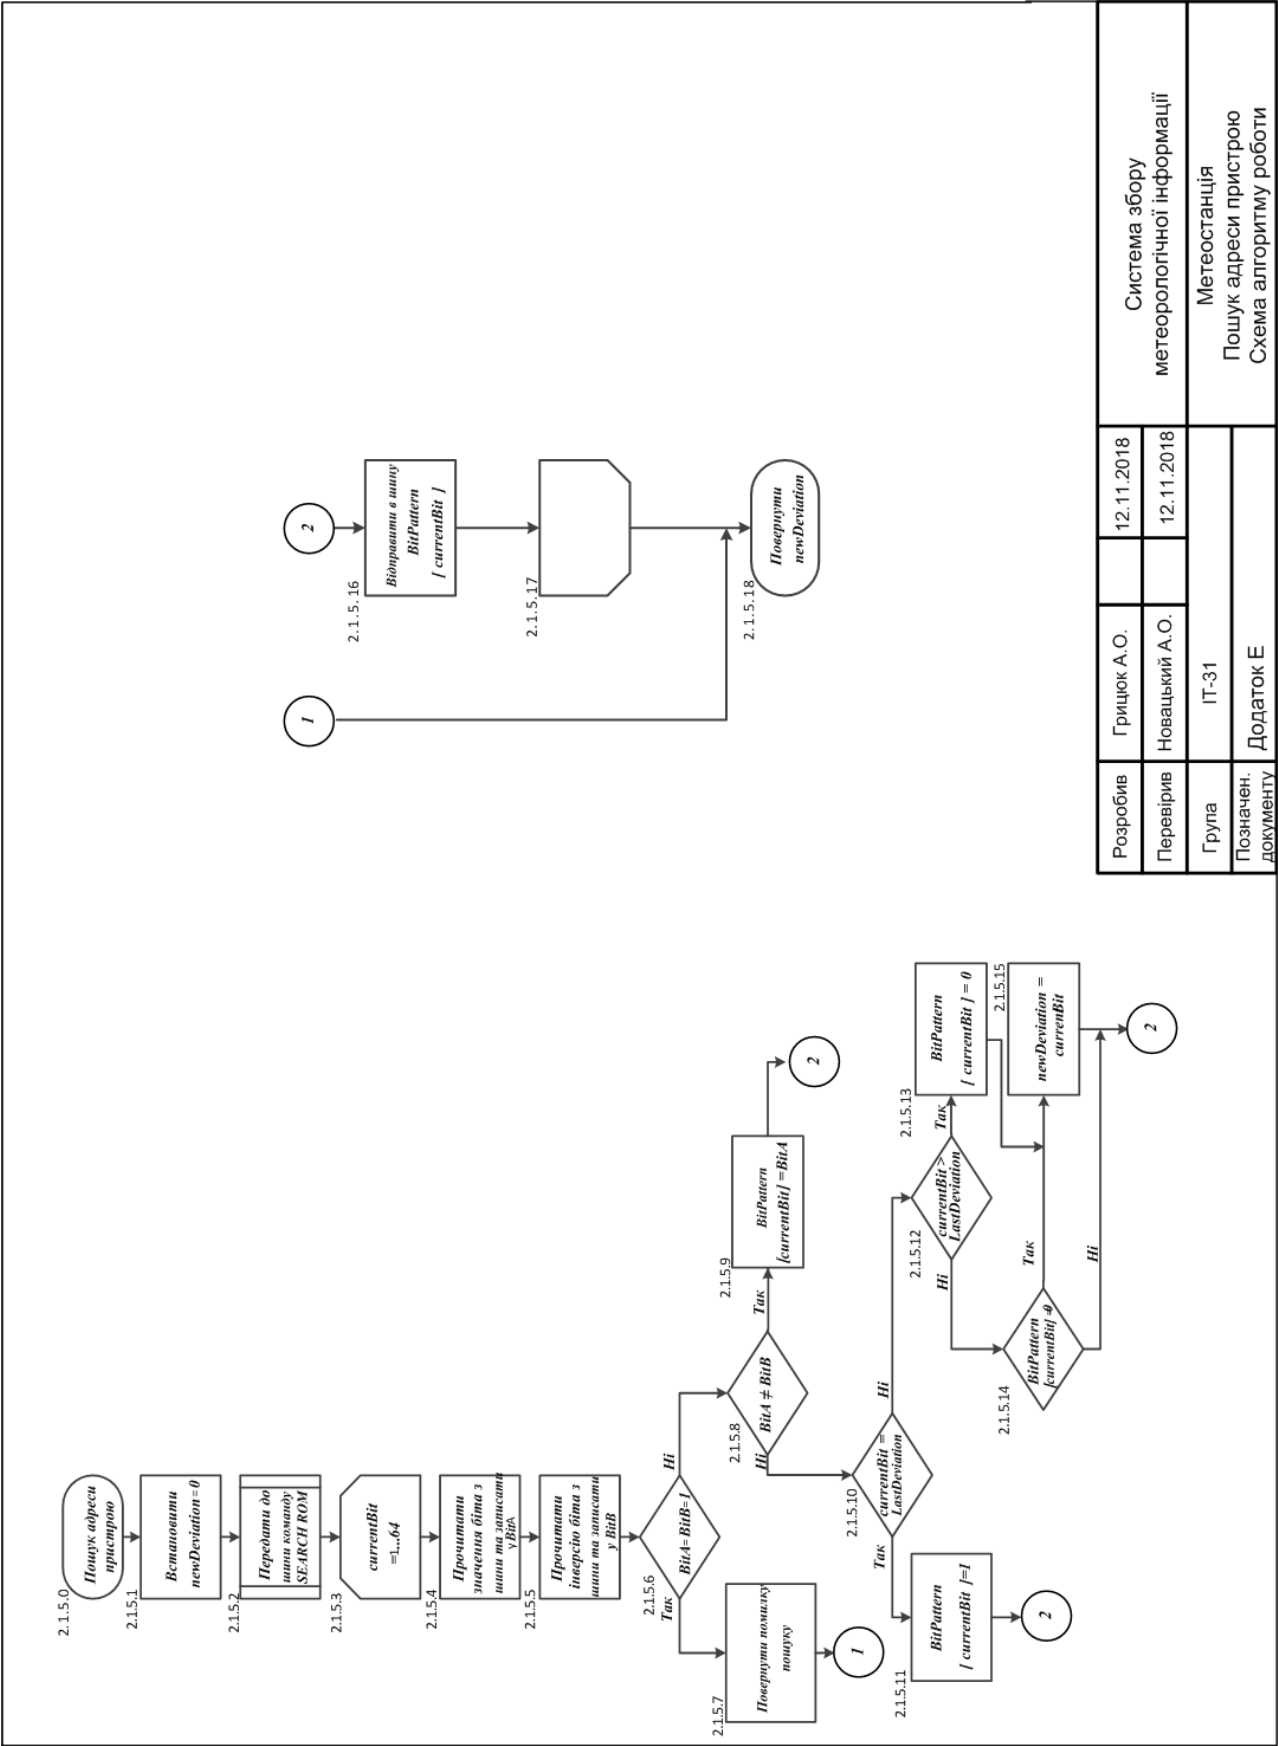 2.1.5.0
Пошук адреси
пристрою
2.1.5.1
Встановити
newDeviation=0
2.1.5.2
Передати до
шини команду
SEARCH ROM
2.1.5.3
currentBit
=1...64
2.1.5.4
Прочитати
значення біта з
шини та записати
у BitA
2.1.5.5
Прочитати
інверсію біта з
шини та записати
у BitB
2.1.5.6
BitA=BitB=1
Так
Ні
2.1.5.7
Повернути помилку
пошуку
1
2.1.5.8
BitA ≠ BitB
Так
Ні
2.1.5.9
BitPattern
[currentBit] =BitA
2
2.1.5.10
currentBit =
LastDeviation
Так
Ні
2.1.5.11
BitPattern
[ currentBit ]=1
2
2.1.5.12
currentBit >
LastDeviation
Так
Ні
2.1.5.13
BitPattern
[ currentBit ] = 0
2.1.5.14
BitPattern
[currentBit]=0
Так
Ні
2.1.5.15
newDeviation =
currenBit
2
1
2
2.1.5.16
Відправити в шину
BitPattern
[ currentBit ]
2.1.5.17
2.1.5.18
Повернути
newDeviation
Розробив Грицюк А.О. 12.11.2018
Перевірив Новацький А.О. 12.11.2018
Група ІТ-31
Позначен.
документу
Додаток Е
Система збору
метеорологічної інформації
Метеостанція
Пошук адреси пристрою
Схема алгоритму роботи